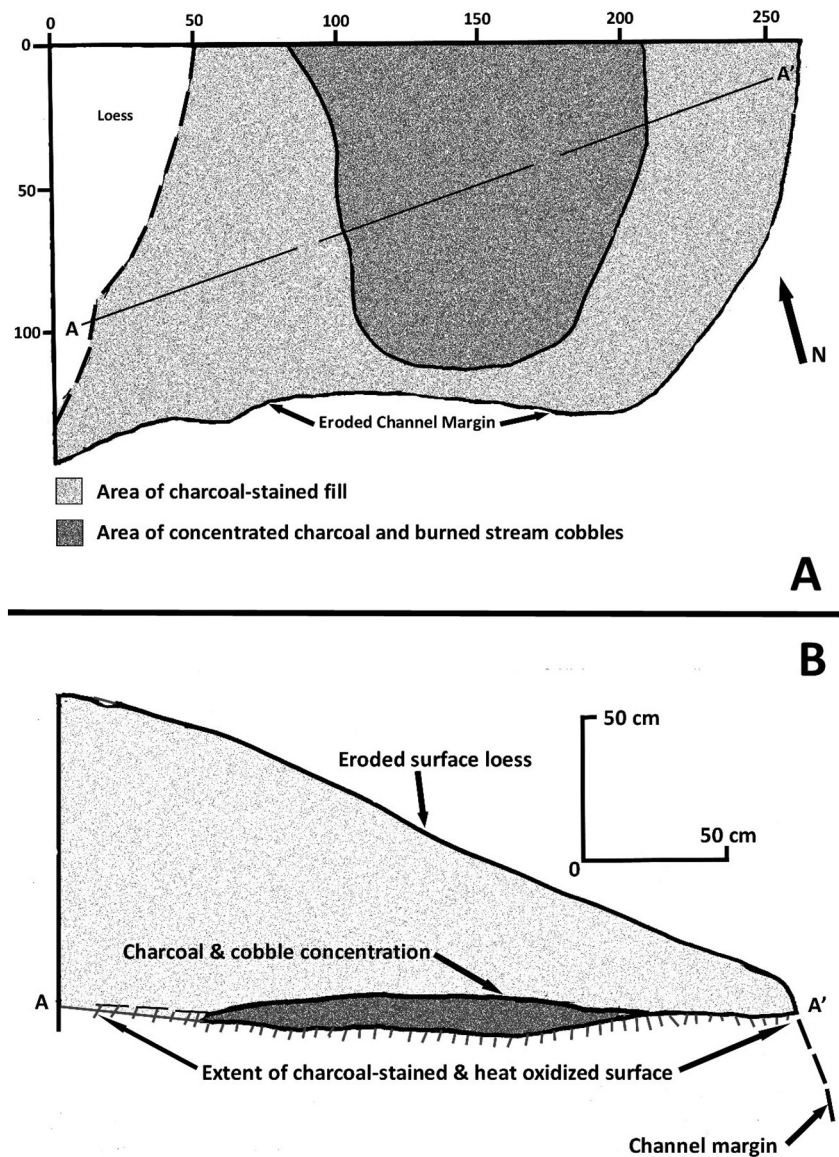 0 50 100 150 200 250
0
A'
Loess
50
A
100
N
Eroded Channel Margin
Area of charcoal-stained fill
Area of concentrated charcoal and burned stream cobbles
A
B
50 cm
Eroded surface loess
50 cm
0
Charcoal & cobble concentration
A
A'
Extent of charcoal-stained & heat oxidized surface
Channel margin